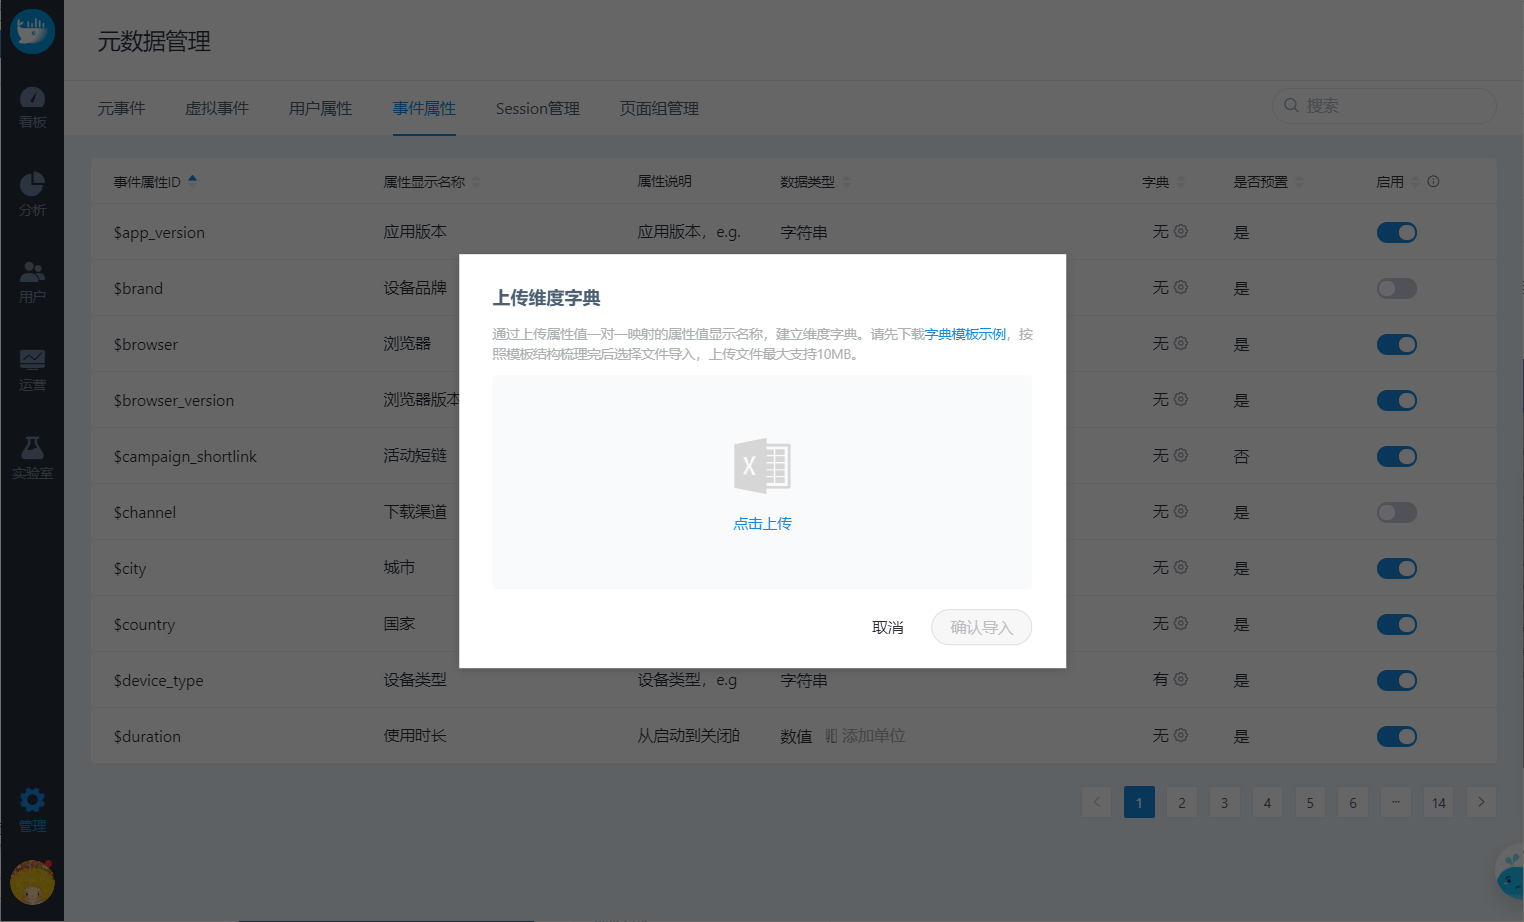 元数据管理
元事件 虚拟事件 用户属性 事件属性 Session管理 页面组管理 搜索
看板
分析
用户
运营
实验室
管理
事件属性ID 属性显示名称 属性说明 数据类型 字典 是否预置 启用
$app_version 应用版本 应用版本，e.g. 字符串 无 是
$brand 设备品牌 无 是
$browser 浏览器 无 是
$browser_version 浏览器版本 无 是
$campaign_shortlink 活动短链 无 否
$channel 下载渠道 无 是
$city 城市 无 是
$country 国家 无 是
$device_type 设备类型 设备类型，e.g 字符串 有 是
$duration 使用时长 从启动到关闭的 数值 添加单位 无 是
上传维度字典
通过上传属性值一对一映射的属性值显示名称，建立维度字典。请先下载字典模板示例，按
照模板结构梳理完后选择文件导入，上传文件最大支持10MB。
X
点击上传
取消 确认导入
< 1 2 3 4 5 6 ··· 14 >